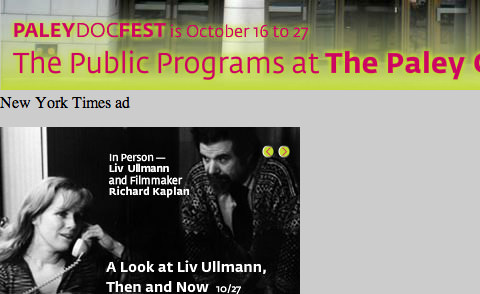 PALEYDOCFEST is October 16 to 27
The Public Programs at The Paley
New York Times ad
In Person —
Liv Ullmann
and Filmmaker
Richard Kaplan
A Look at Liv Ullmann,
Then and Now 10/27